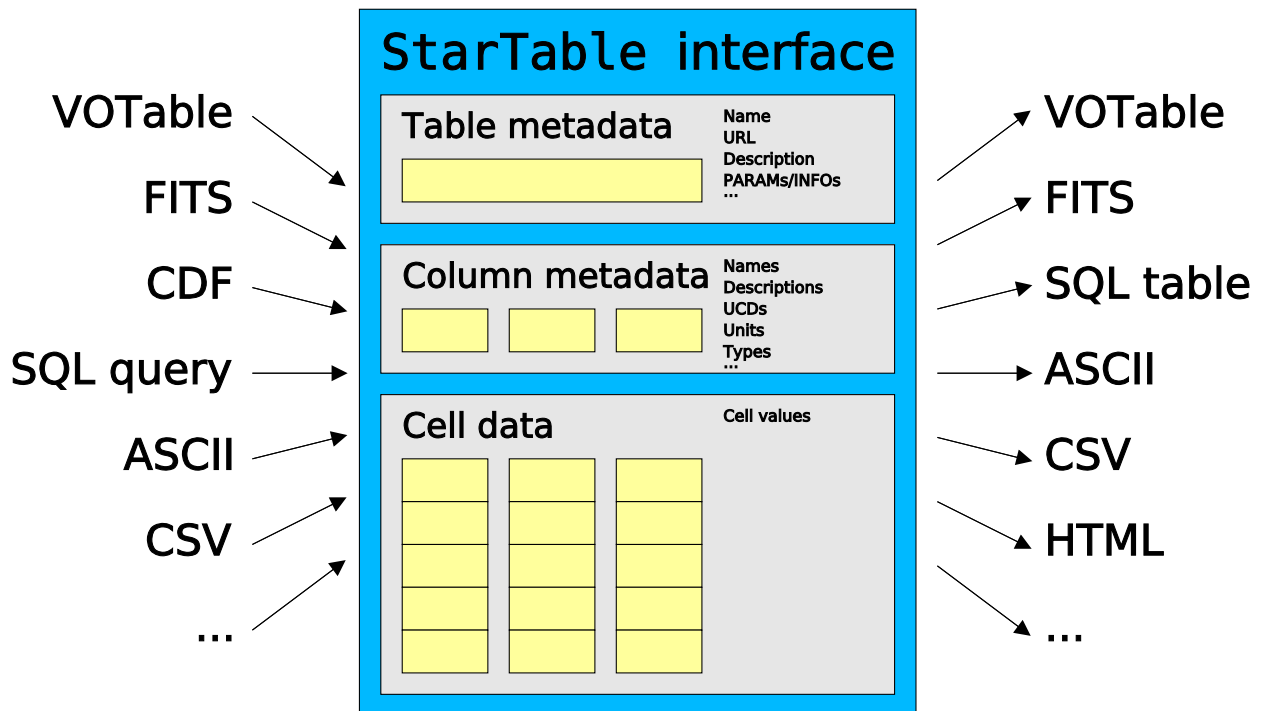 StarTable interface
VOTable
FITS
CDF
SQL query
ASCII
CSV
...
Table metadata
Name
URL
Description
PARAMs/INFOs
...
Column metadata
Names
Descriptions
UCDs
Units
Types
...
Cell data
Cell values
VOTable
FITS
SQL table
ASCII
CSV
HTML
...